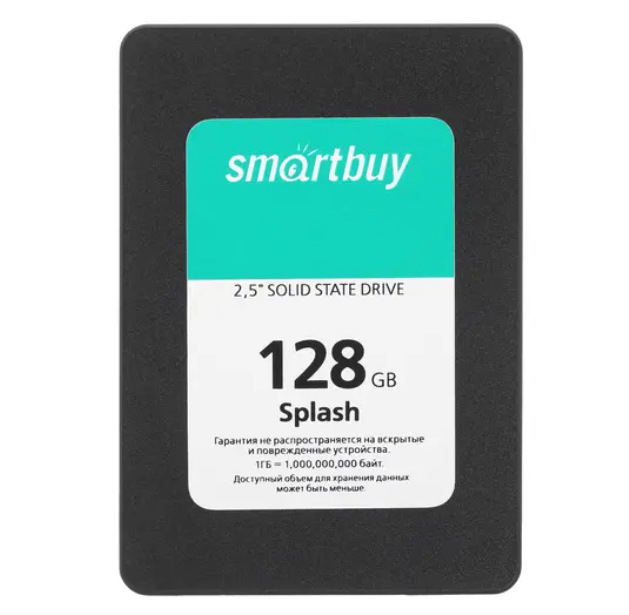 smartbuy
2,5" SOLID STATE DRIVE
128 GB
Splash
Гарантия не распространяется на вскрытые
и поврежденные устройства.
1ГБ = 1,000,000,000 байт.
Доступный объем для хранения данных
может быть меньше.